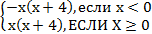 −x(x + 4), если x < 0
x(x + 4), ЕСЛИ X ≥ 0